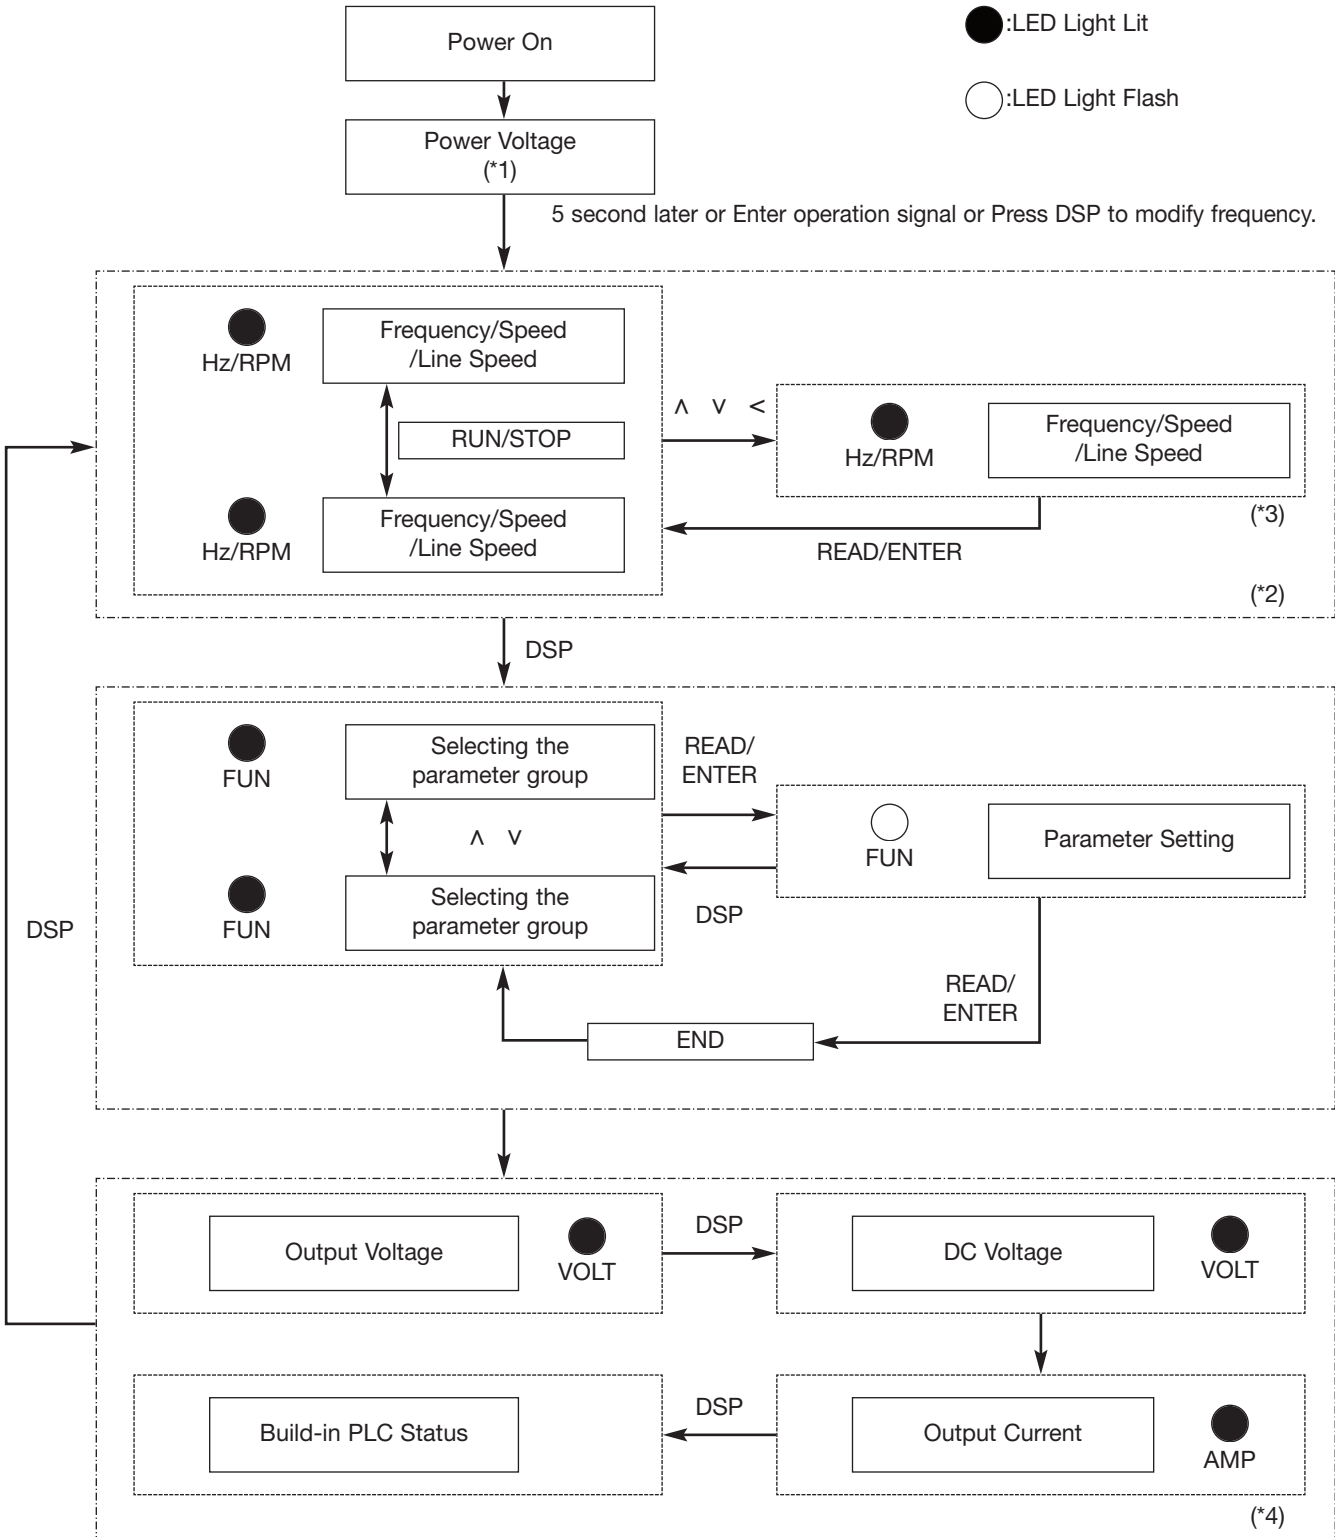 Power On
:LED Light Lit
:LED Light Flash
Power Voltage
(*1)
5 second later or Enter operation signal or Press DSP to modify frequency.
Hz/RPM
Frequency/Speed
/Line Speed
RUN/STOP
Hz/RPM
Frequency/Speed
/Line Speed
∧ ∨ <
Hz/RPM
Frequency/Speed
/Line Speed
(*3)
READ/ENTER
(*2)
DSP
FUN
Selecting the
parameter group
∧ ∨
FUN
Selecting the
parameter group
READ/
ENTER
FUN
Parameter Setting
DSP
READ/
ENTER
END
DSP
Output Voltage
VOLT
DSP
DC Voltage
VOLT
Build-in PLC Status
DSP
Output Current
AMP
(*4)